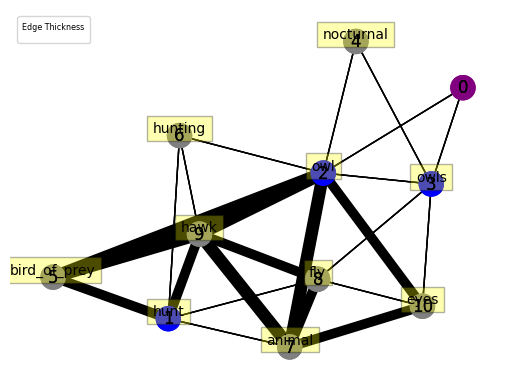 Edge Thickness
nocturnal
4
0
hunting
6
owl
2
owls
3
hawk
9
bird_of_prey
5
fly
8
eyes
10
hunt
1
animal
7